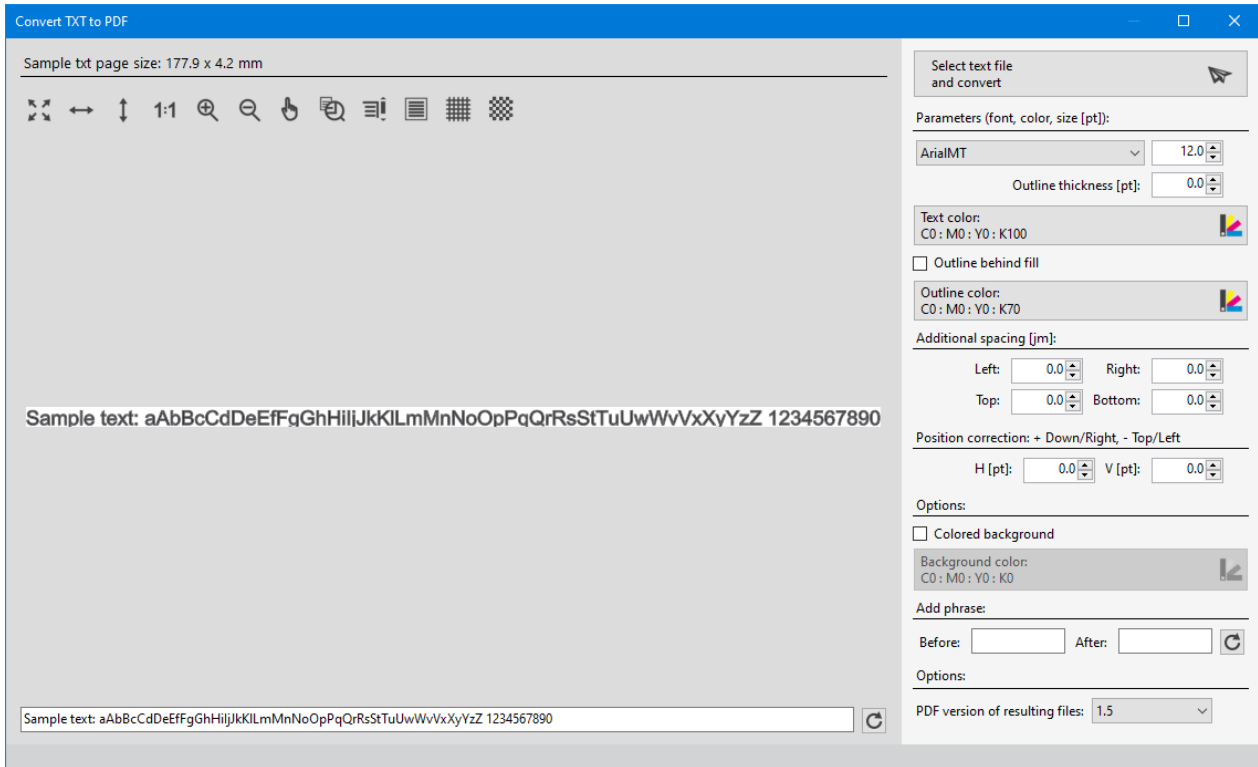 Convert TXT to PDF
Sample txt page size: 177.9 x 4.2 mm
1:1
Sample text: aAbBcCdDeEfFgGhHiIjJkKlLmMnNoOpPqQrRsStTuUwWvVxXyYzZ 1234567890
Sample text: aAbBcCdDeEfFgGhHiIjJkKlLmMnNoOpPqQrRsStTuUwWvVxXyYzZ 1234567890
Select text file
and convert
Parameters (font, color, size [pt]):
ArialMT 12.0
Outline thickness [pt]: 0.0
Text color:
C0 : M0 : Y0 : K100
Outline behind fill
Outline color:
C0 : M0 : Y0 : K70
Additional spacing [jm]:
Left: 0.0 Right: 0.0
Top: 0.0 Bottom: 0.0
Position correction: + Down/Right, - Top/Left
H [pt]: 0.0 V [pt]: 0.0
Options:
Colored background
Background color:
C0 : M0 : Y0 : K0
Add phrase:
Before: After:
Options:
PDF version of resulting files: 1.5